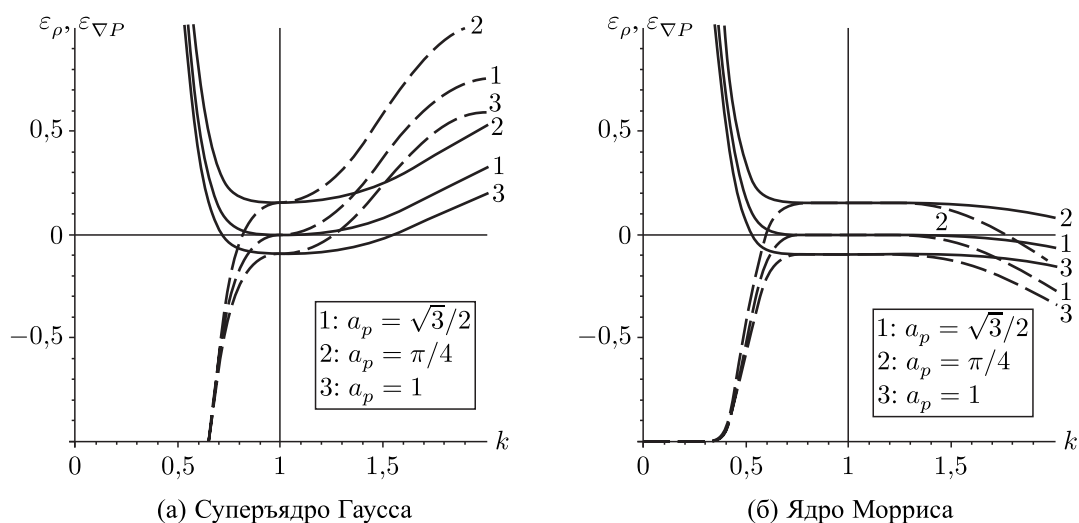 ε_ρ, ε_∇P
2
1
3
2
1
3
0,5
0
−0,5
1: a_p = √3/2
2: a_p = π/4
3: a_p = 1
k
0
0,5
1
1,5
(а) Суперъядро Гаусса
ε_ρ, ε_∇P
0,5
0
−0,5
2
2
1
3
1
3
1: a_p = √3/2
2: a_p = π/4
3: a_p = 1
k
0
0,5
1
1,5
(б) Ядро Морриса